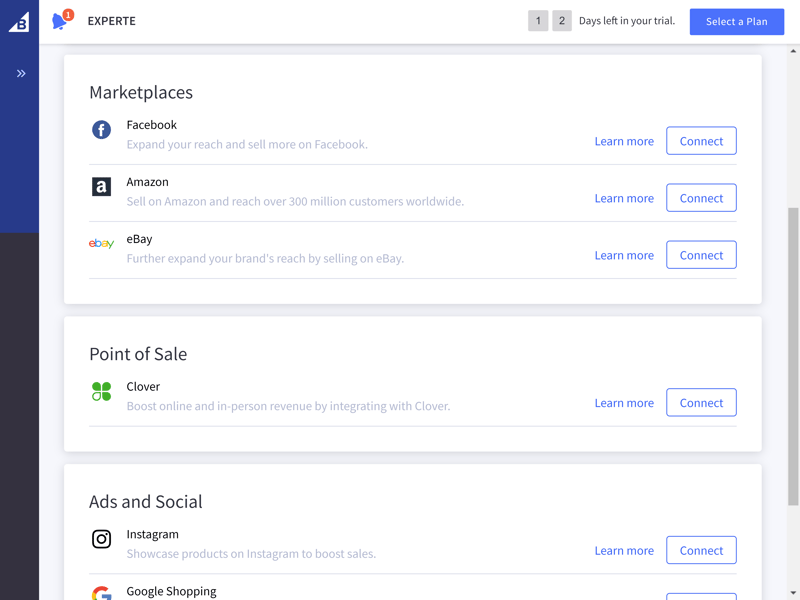 B
1
EXPERTE
1 2 Days left in your trial.
Select a Plan
Marketplaces
Facebook
Expand your reach and sell more on Facebook.
Learn more
Connect
Amazon
Sell on Amazon and reach over 300 million customers worldwide.
Learn more
Connect
ebay
eBay
Further expand your brand's reach by selling on eBay.
Learn more
Connect
Point of Sale
Clover
Boost online and in-person revenue by integrating with Clover.
Learn more
Connect
Ads and Social
Instagram
Showcase products on Instagram to boost sales.
Learn more
Connect
Google Shopping